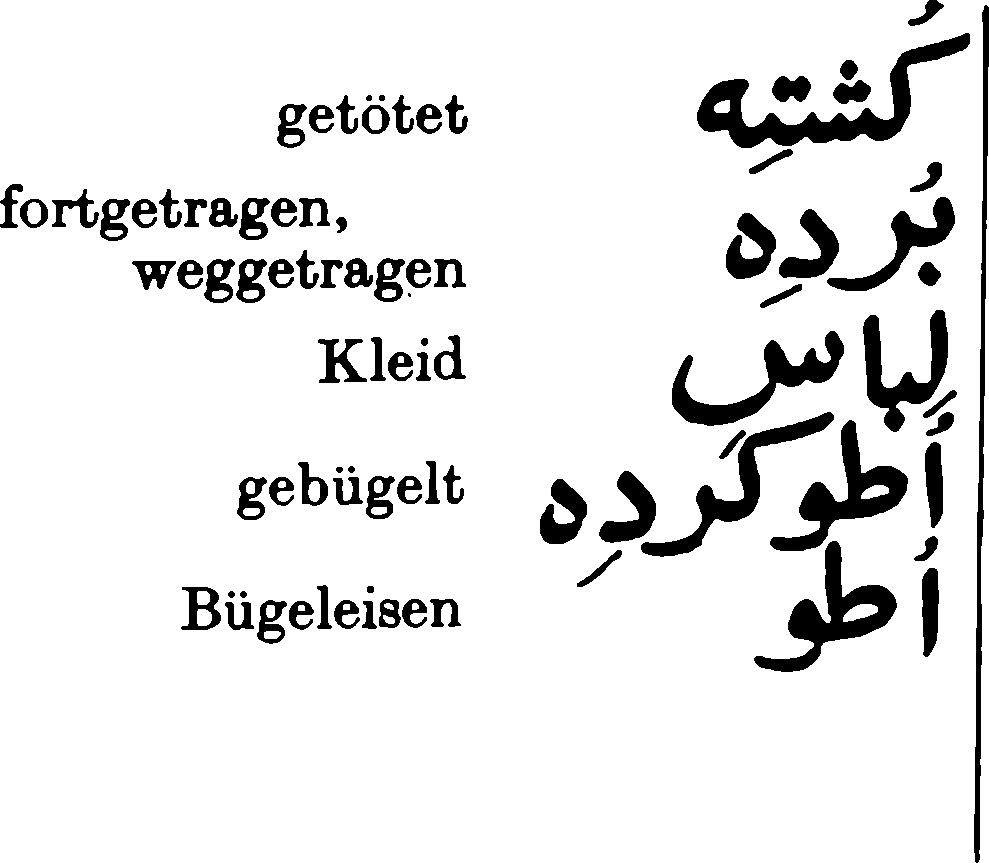 getötet کُشتِه
fortgetragen,
weggetragen بُردِه
Kleid لِباس
gebügelt اُطوکَردِه
Bügeleisen اُطو